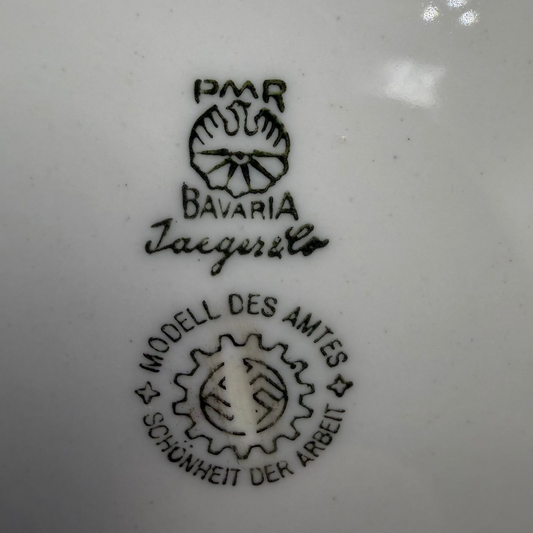 PMR
BAVARIA
Jaeger & Co
MODELL DES AMTES
SCHÖNHEIT DER ARBEIT